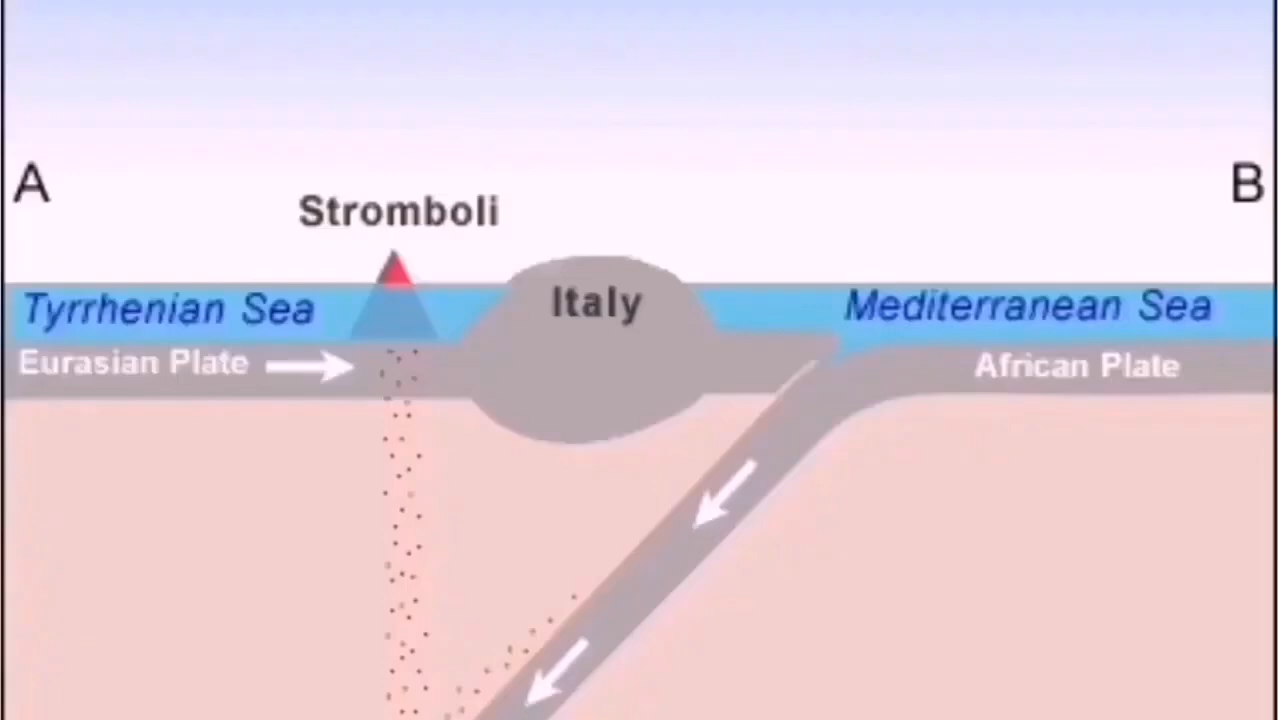 A
B
Stromboli
Italy
Tyrrhenian Sea
Mediterranean Sea
Eurasian Plate
African Plate